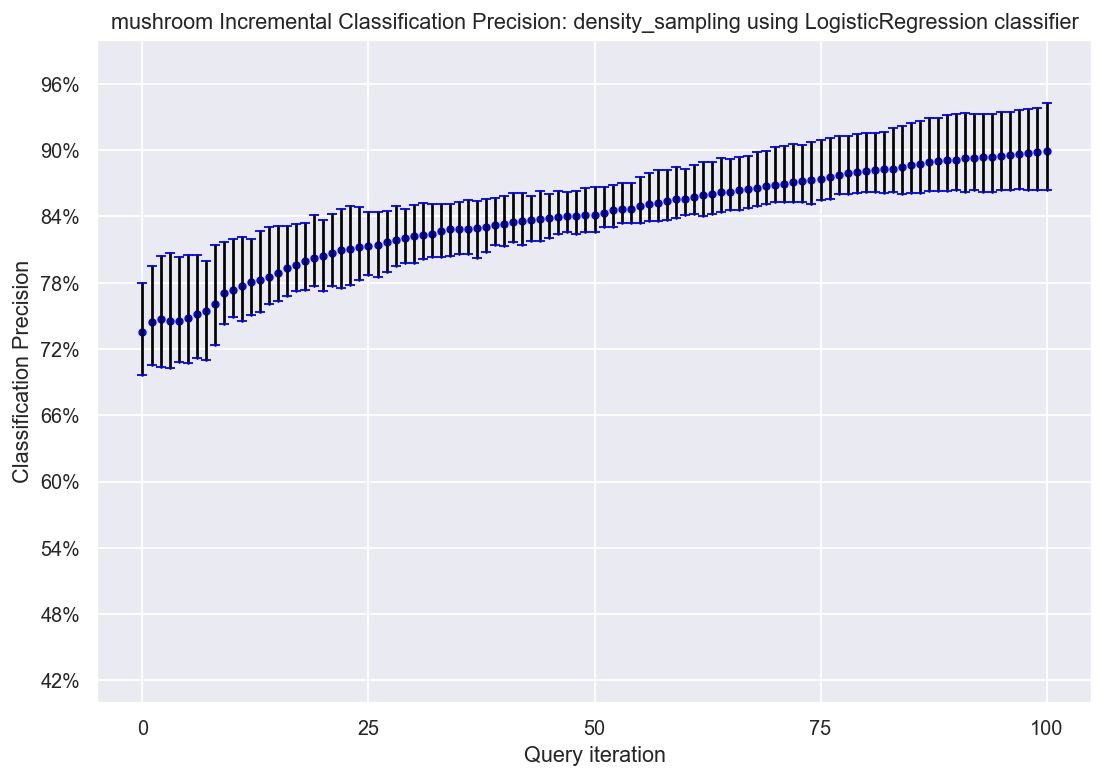 mushroom Incremental Classification Precision: density_sampling using LogisticRegression classifier
96%
90%
84%
78%
72%
66%
60%
54%
48%
42%
Classification Precision
0 25 50 75 100
Query iteration